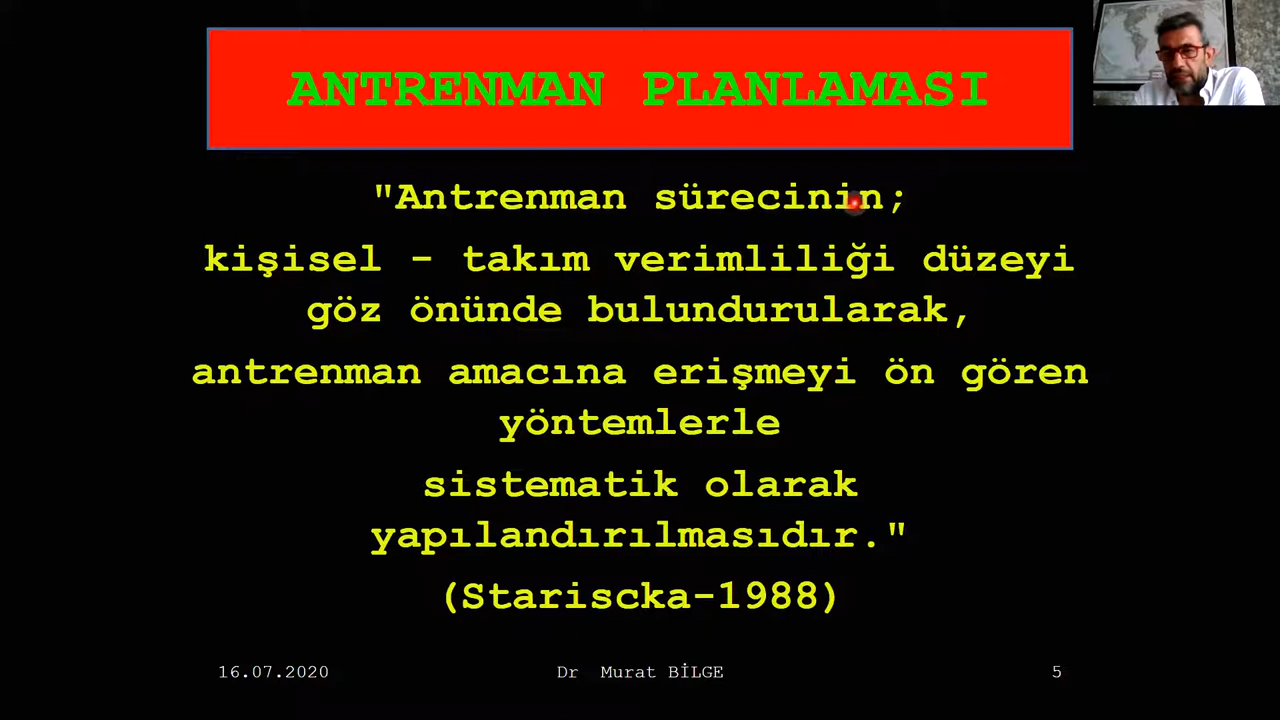 ANTRENMAN PLANLAMASI
"Antrenman sürecinin;
kişisel - takım verimliliği düzeyi
göz önünde bulundurularak,
antrenman amacına erişmeyi ön gören
yöntemlerle
sistematik olarak
yapılandırılmasıdır."
(Stariscka-1988)
16.07.2020
Dr Murat BİLGE
5